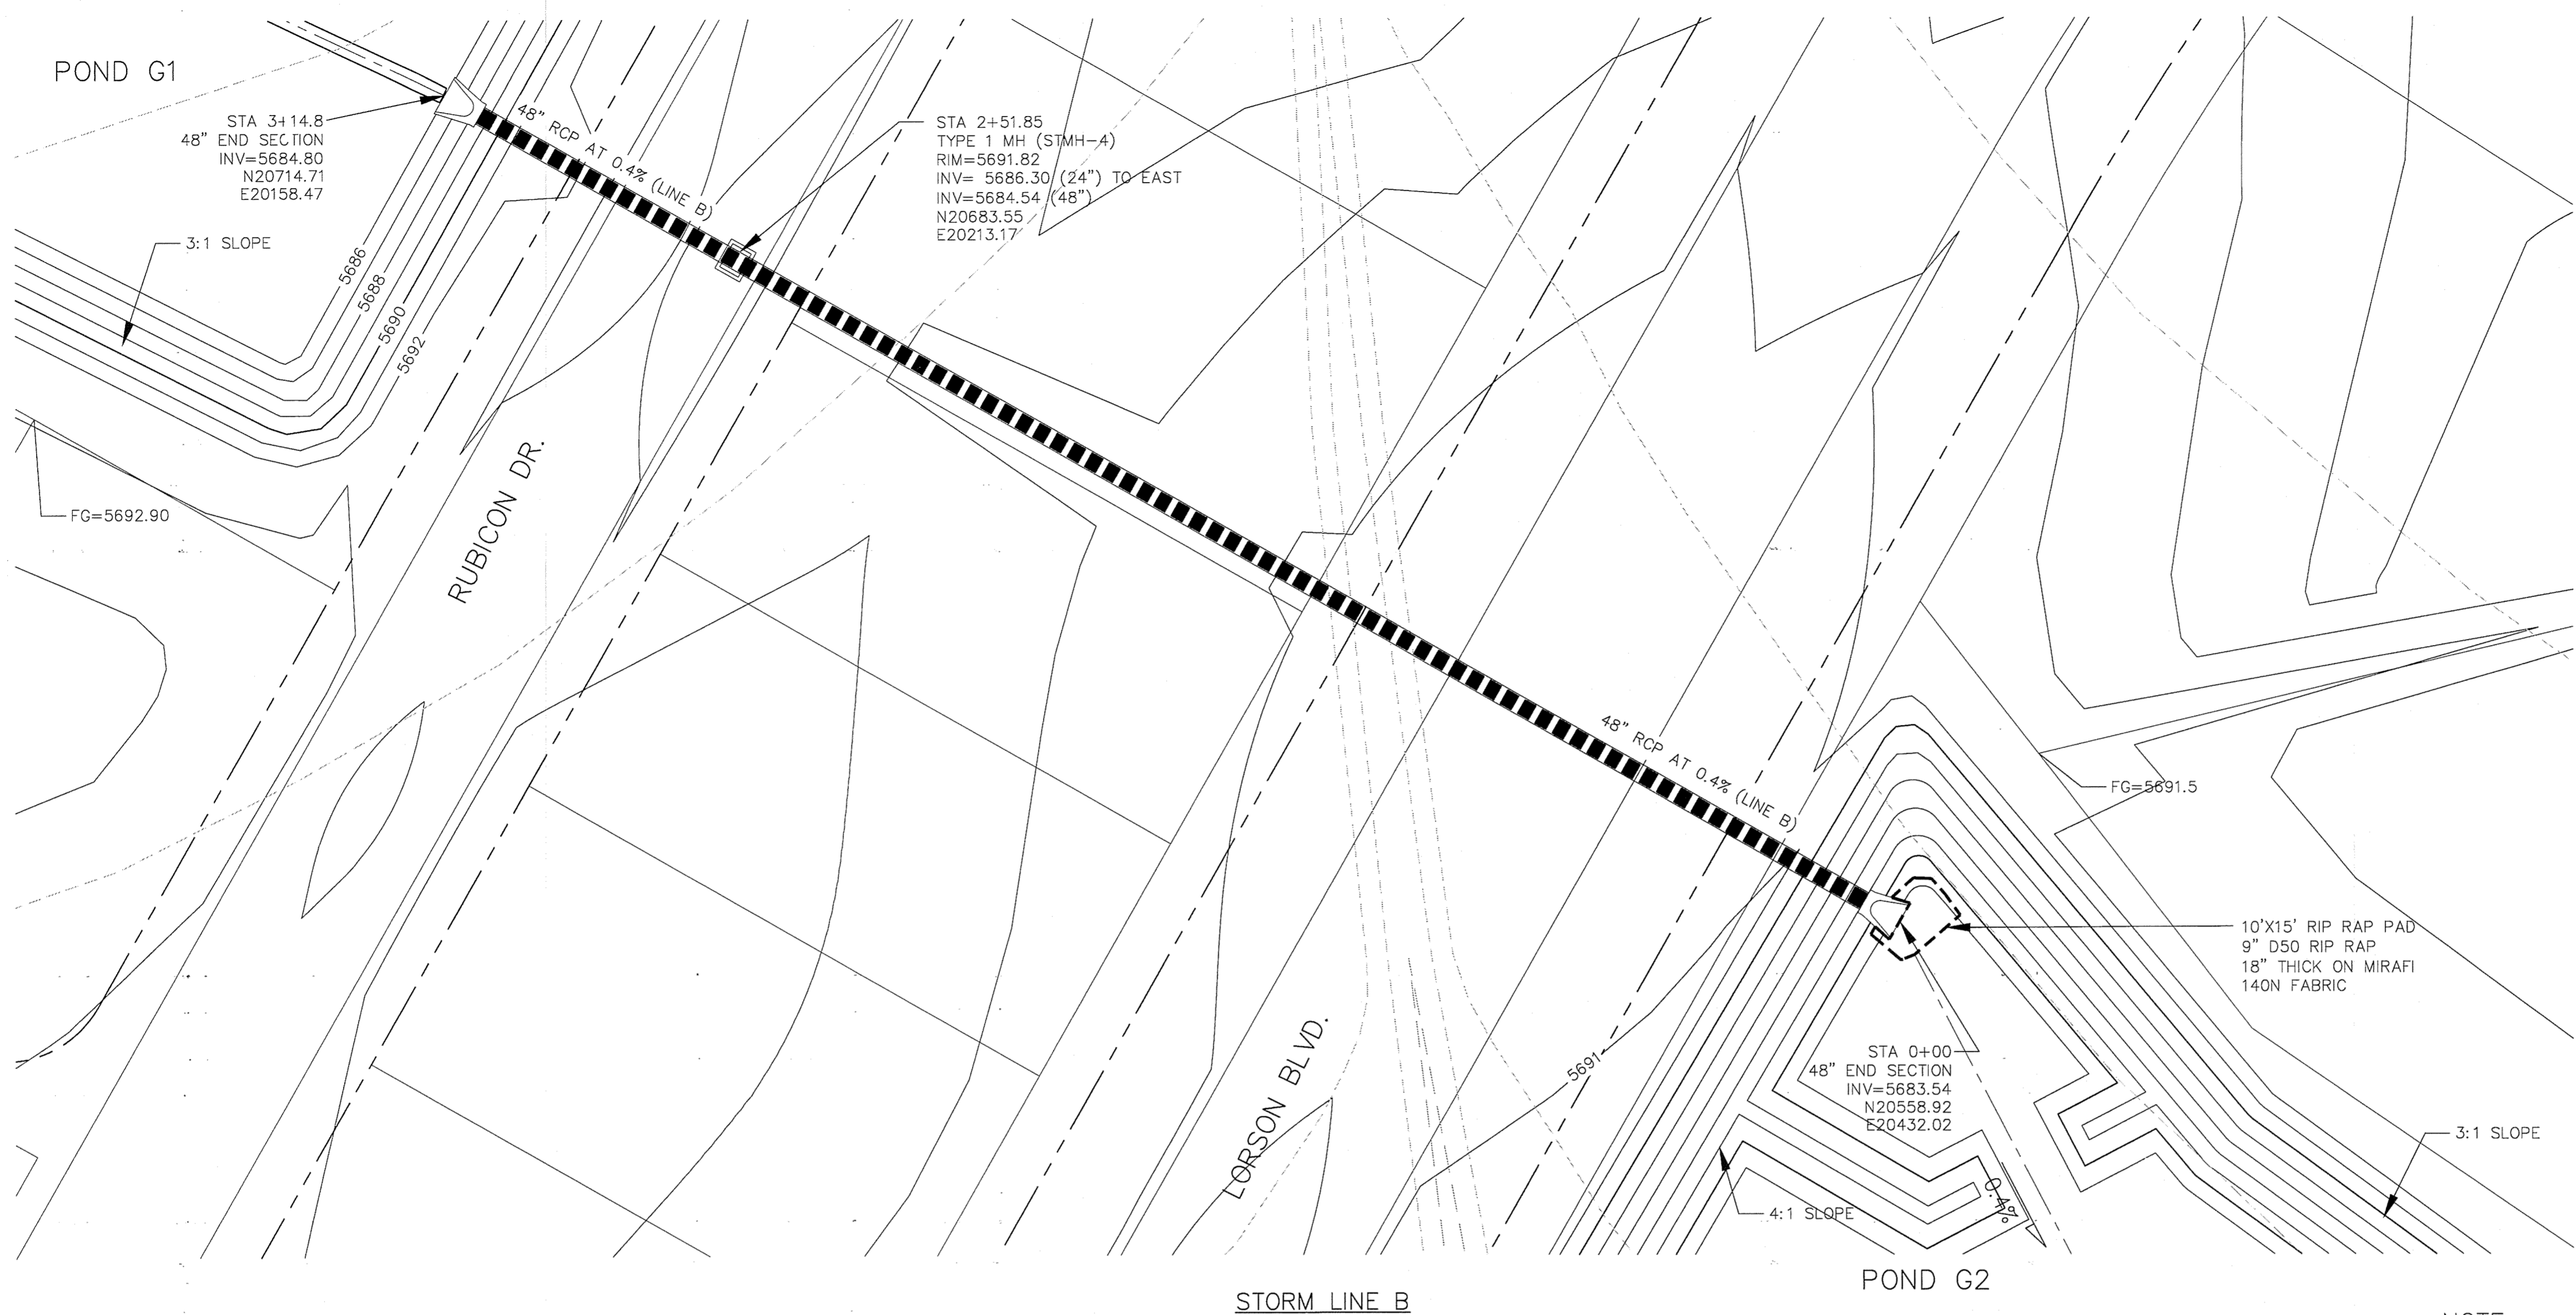 POND G1
STA 3+14.8
48" END SECTION
INV=5684.80
N20714.71
E20158.47
3:1 SLOPE
48" RCP AT 0.4% (LINE B)
STA 2+51.85
TYPE 1 MH (STMH-4)
RIM=5691.82
INV= 5686.30 (24") TO EAST
INV=5684.54 (48")
N20683.55
E20213.17
5686
5688
5690
5692
FG=5692.90
RUBICON DR.
48" RCP AT 0.4% (LINE B)
FG=5691.5
10'X15' RIP RAP PAD
9" D50 RIP RAP
18" THICK ON MIRAFI
140N FABRIC
LORSON BLVD.
5691
STA 0+00
48" END SECTION
INV=5683.54
N20558.92
E20432.02
3:1 SLOPE
4:1 SLOPE
0.4%
POND G2
STORM LINE B